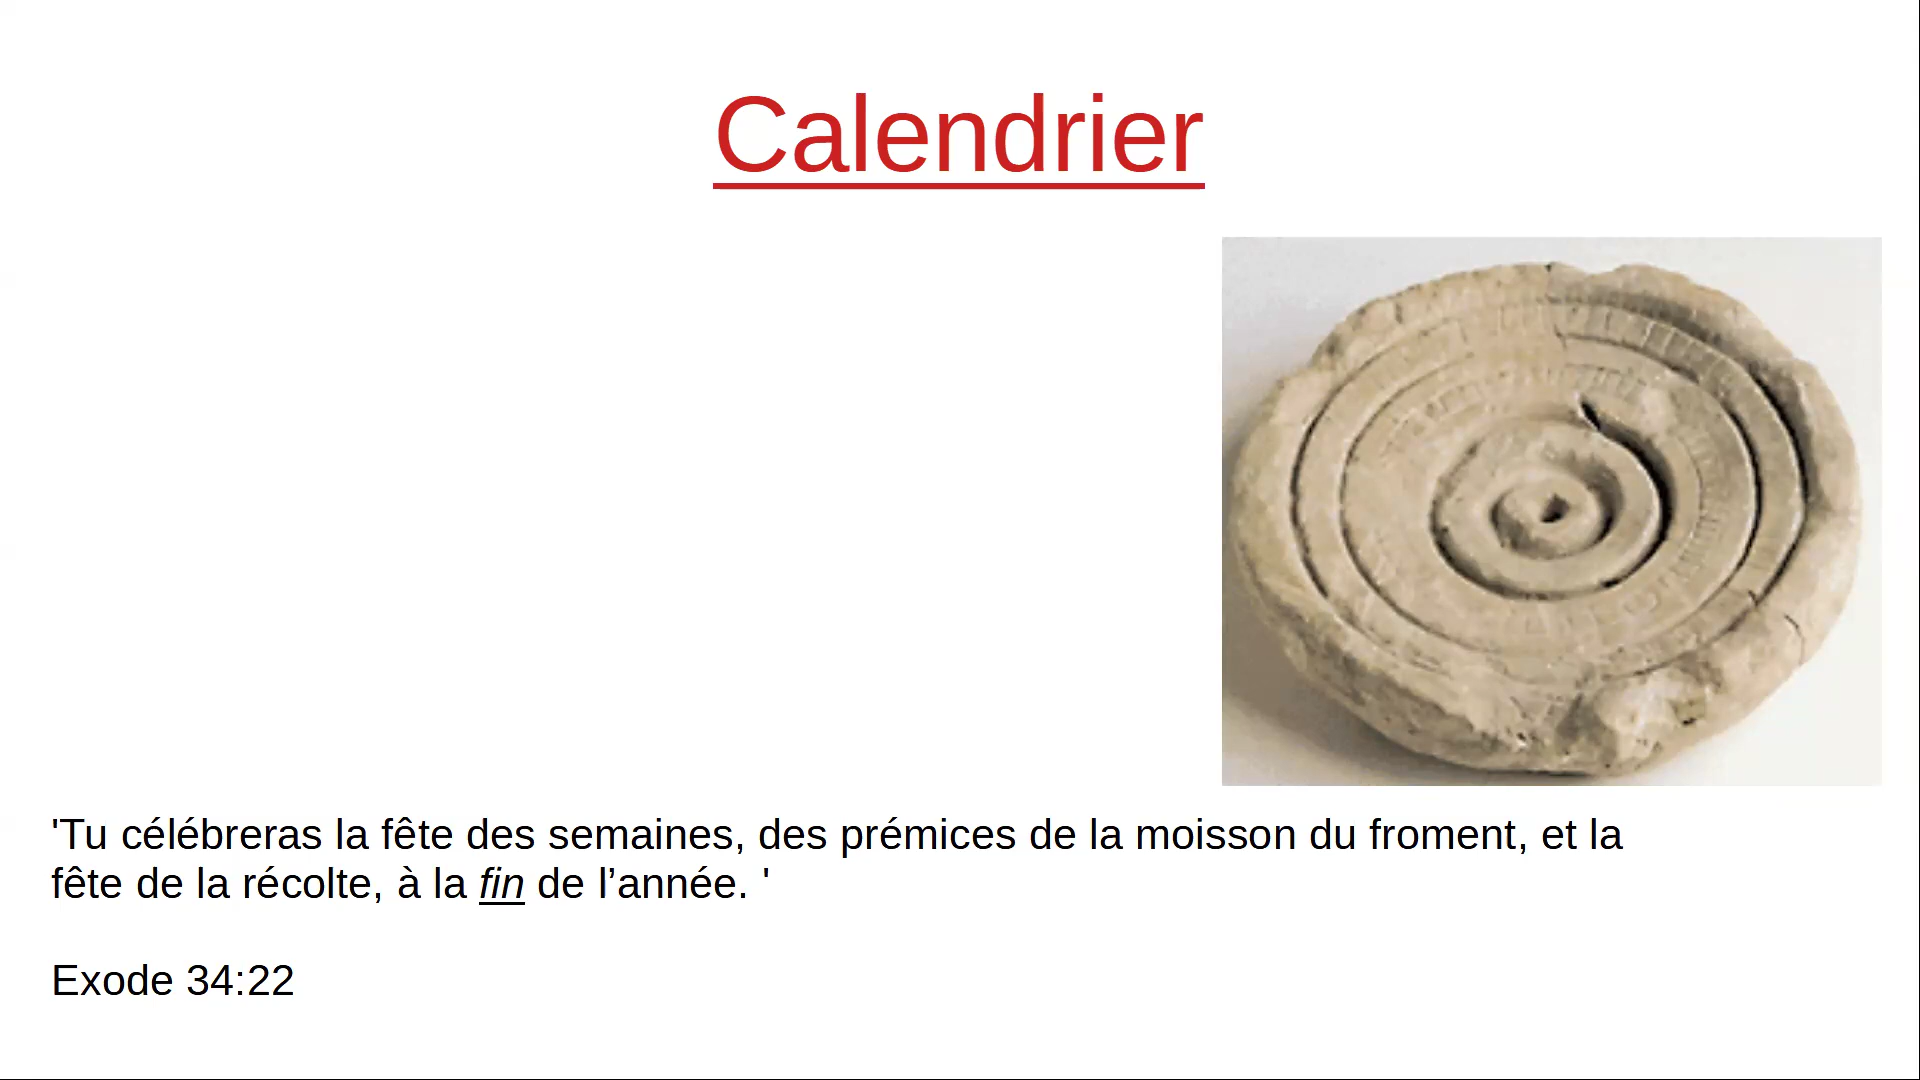 Calendrier
'Tu célébreras la fête des semaines, des prémices de la moisson du froment, et la
fête de la récolte, à la fin de l’année. '
Exode 34:22